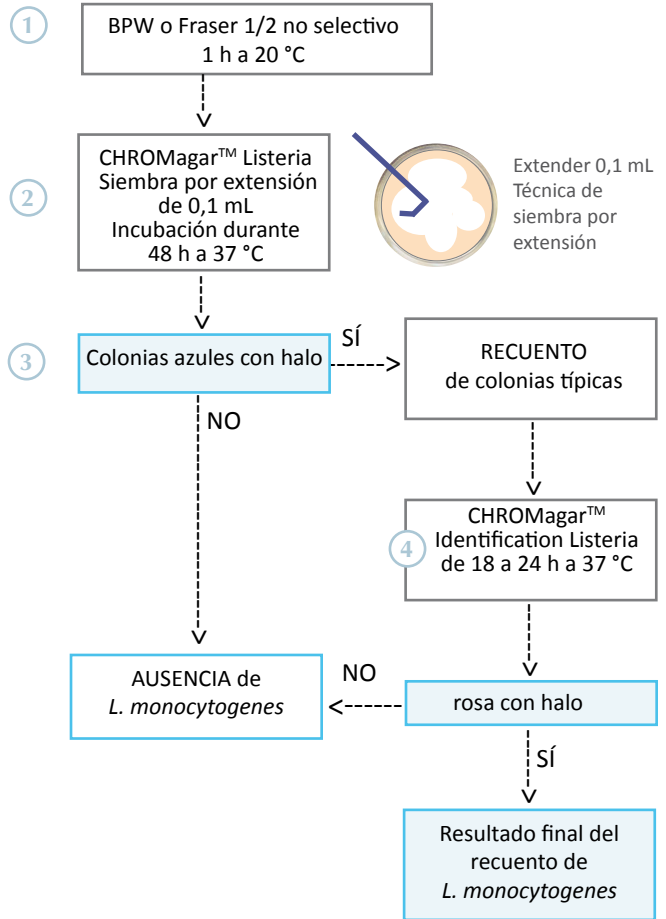 1
BPW o Fraser 1/2 no selectivo
1 h a 20 °C
2
CHROMagar™ Listeria
Siembra por extensión
de 0,1 mL
Incubación durante
48 h a 37 °C
Extender 0,1 mL
Técnica de
siembra por
extensión
3
Colonias azules con halo
SÍ
RECUENTO
de colonias típicas
NO
4
CHROMagar™
Identification Listeria
de 18 a 24 h a 37 °C
AUSENCIA de
L. monocytogenes
NO
rosa con halo
SÍ
Resultado final del
recuento de
L. monocytogenes